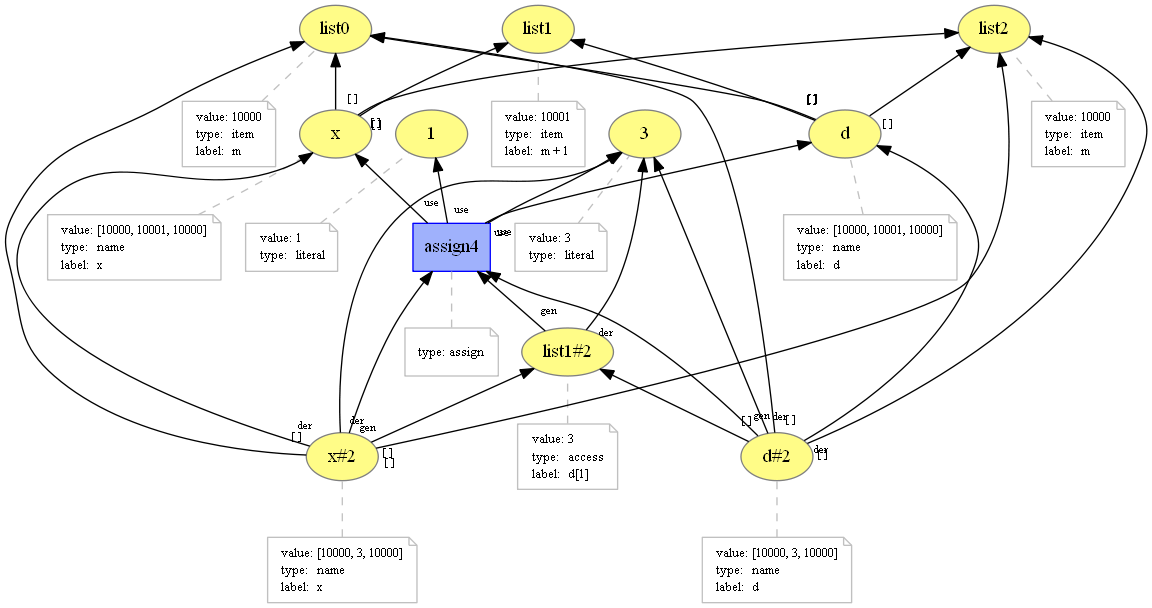 list0
list1
list2
value: 10000
type: item
label: m
[]
x
[]
1
value: 10001
type: item
label: m+1
3
[]
d
[]
value: 10000
type: item
label: m
value: [10000, 10001, 10000]
type: name
label: x
value: 1
type: literal
use
use
assign4
use
value: 3
type: literal
value: [10000, 10001, 10000]
type: name
label: d
type: assign
gen
list1#2
der
der
[]
der
gen
x#2
[]
[]
value: 3
type: access
label: d[1]
[]
gen
der
[]
d#2
der
[]
value: [10000, 3, 10000]
type: name
label: x
value: [10000, 3, 10000]
type: name
label: d